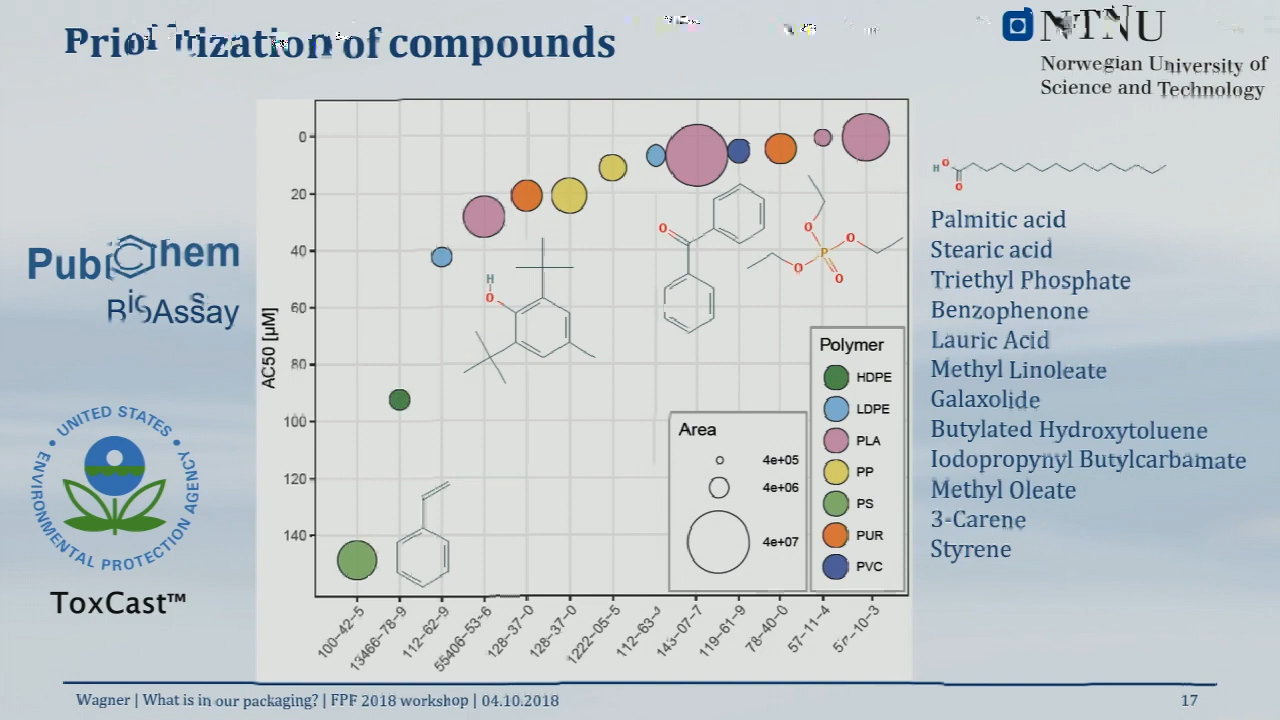 Prioritization of compounds
NTNU
Norwegian University of
Science and Technology
PubChem
BioAssay
UNITED STATES
ENVIRONMENTAL PROTECTION AGENCY
ToxCast™
AC50 [µM]
0
20
40
60
80
100
120
140
100-42-5
13466-78-9
112-62-9
55406-53-6
128-37-0
128-37-0
1222-05-5
112-63-
143-07-7
119-61-9
78-40-0
57-11-4
57-10-3
H
O
O
H
O
O
O
O
P
O
O
Area
4e+05
4e+06
4e+07
Polymer
HDPE
LDPE
PLA
PP
PS
PUR
PVC
Palmitic acid
Stearic acid
Triethyl Phosphate
Benzophenone
Lauric Acid
Methyl Linoleate
Galaxolide
Butylated Hydroxytoluene
Iodopropynyl Butylcarbamate
Methyl Oleate
3-Carene
Styrene
Wagner | What is in our packaging? | FPF 2018 workshop | 04.10.2018
17